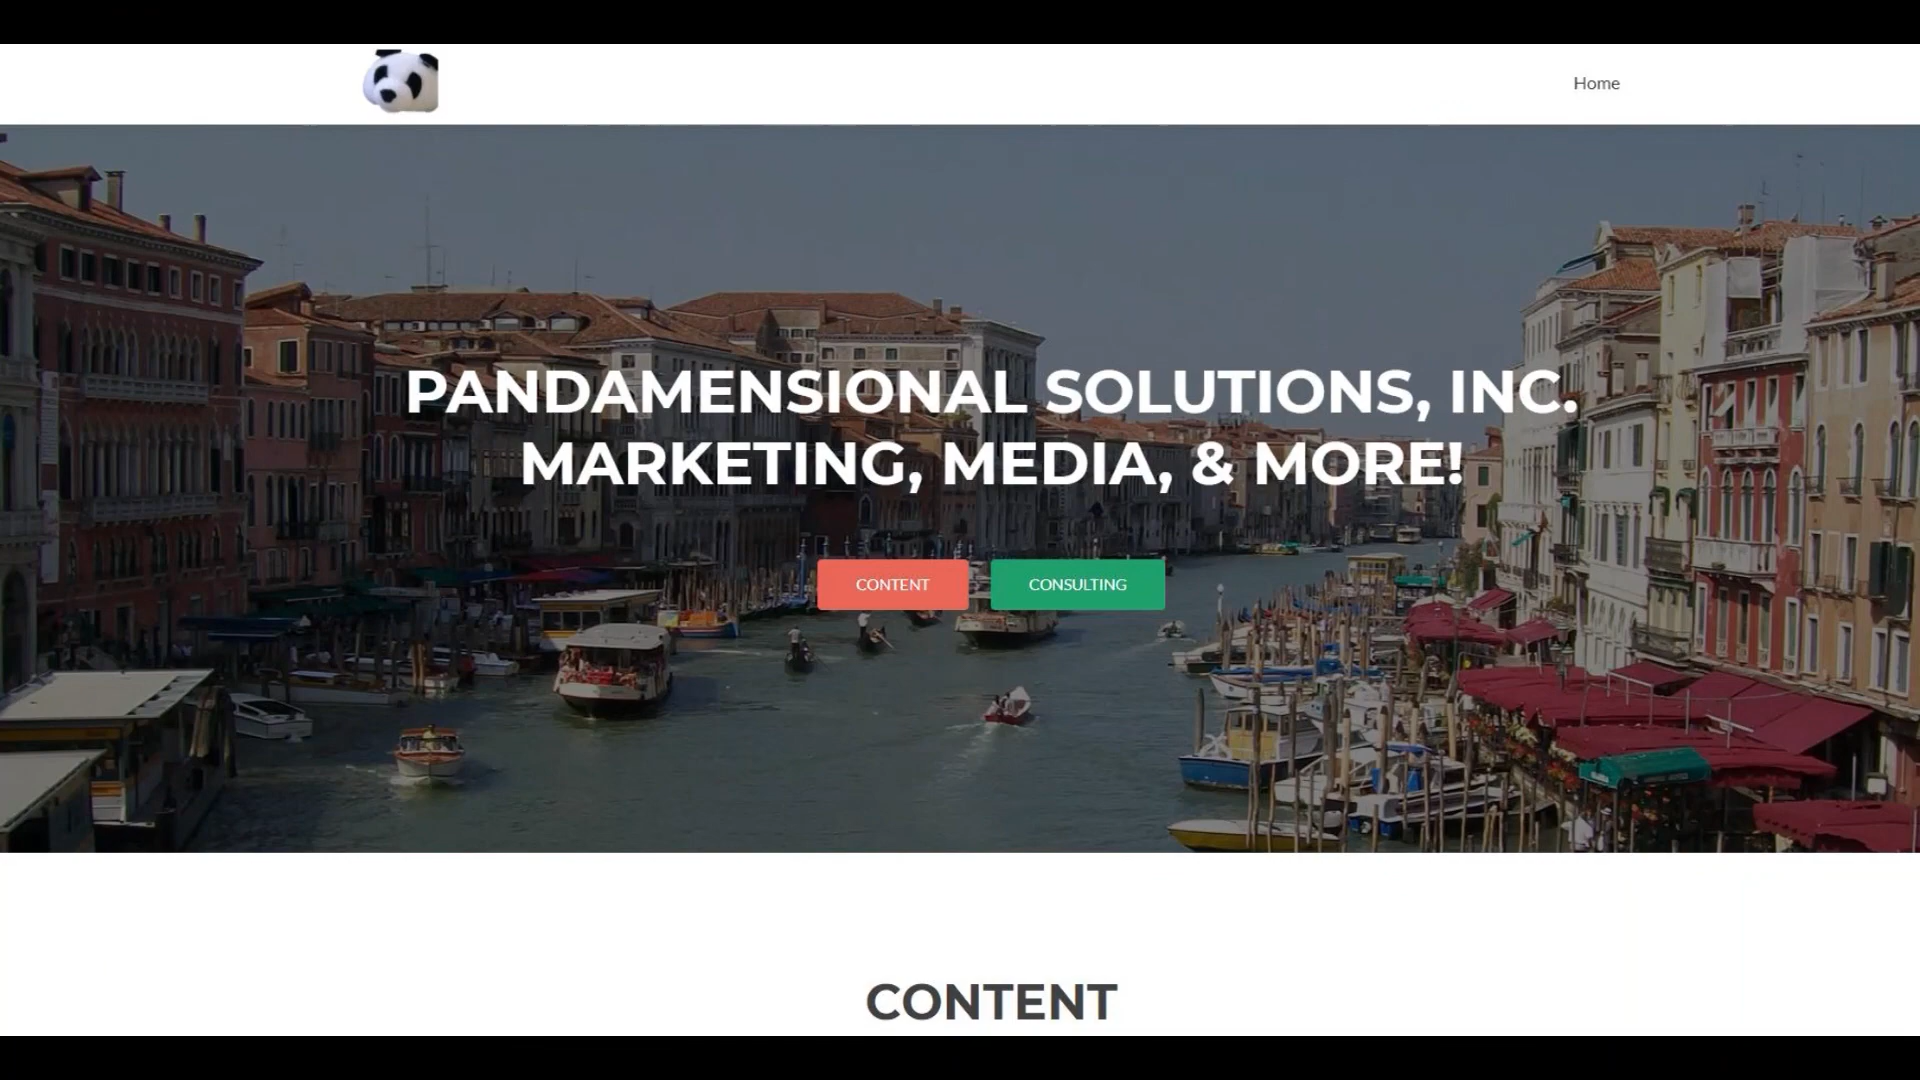 Home
PANDAMENSIONAL SOLUTIONS, INC.
MARKETING, MEDIA, & MORE!
CONTENT
CONSULTING
CONTENT